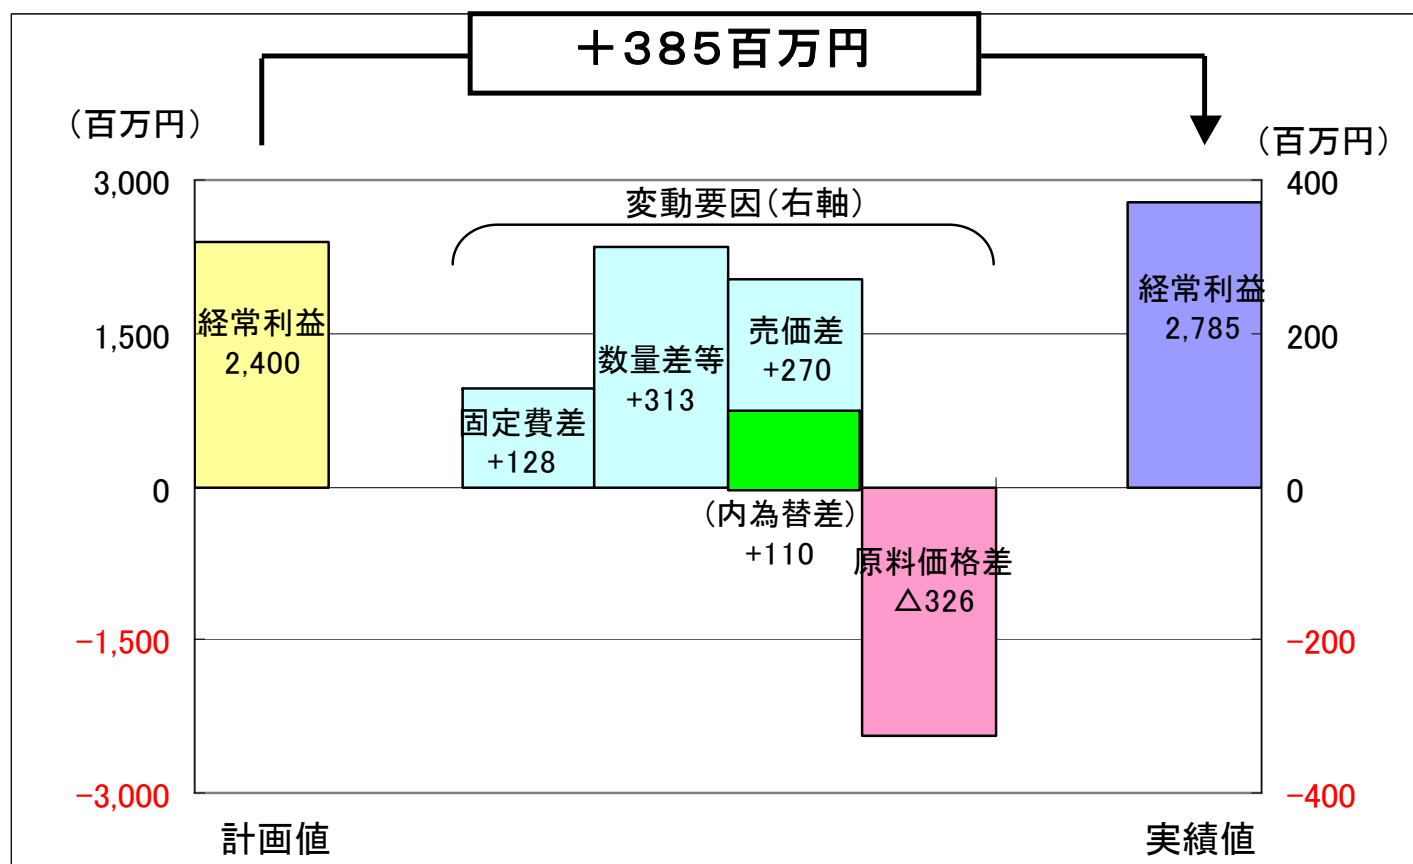 ＋385百万円
（百万円）
（百万円）
3,000
400
変動要因（右軸）
経常利益
2,400
1,500
固定費差
+128
数量差等
+313
売価差
+270
（内為替差）
+110
原料価格差
△326
経常利益
2,785
200
0
0
−1,500
−200
−3,000
−400
計画値
実績値